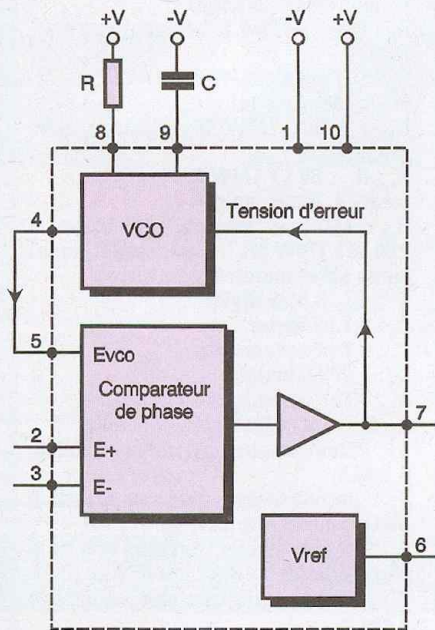 +V -V -V +V
R C
8 9 1 10
4 VCO Tension d'erreur
5 Evco
Comparateur
de phase
7
2 E+
3 E-
Vref 6